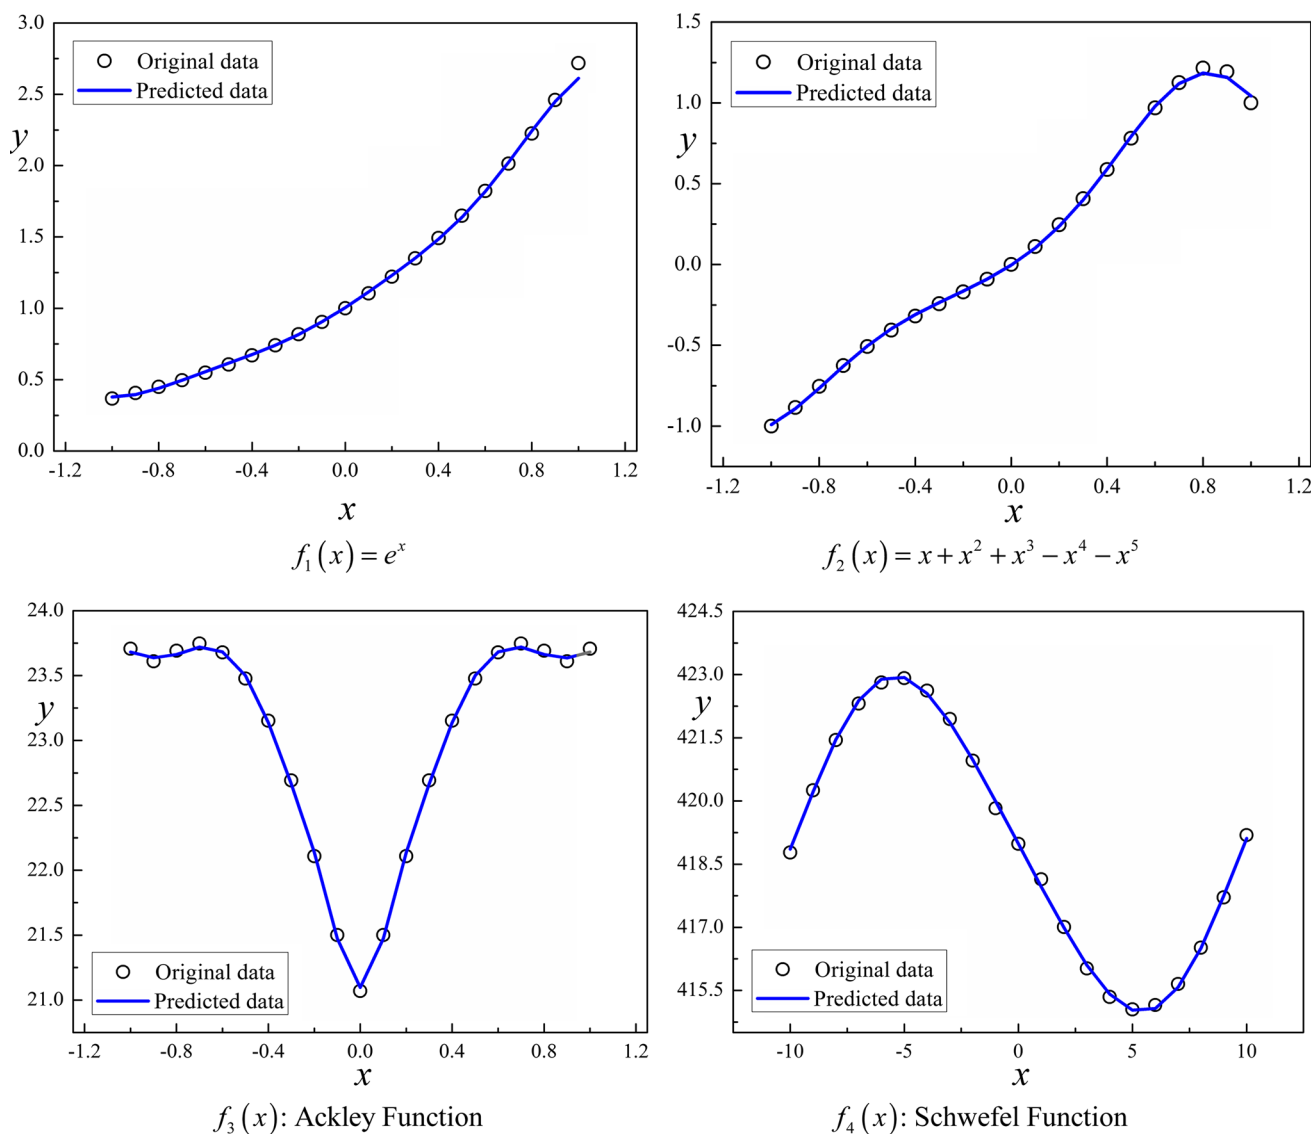 3.0
2.5
2.0
1.5
1.0
0.5
0.0
y
Original data
Predicted data
-1.2 -0.8 -0.4 0.0 0.4 0.8 1.2
x
f₁(x) = eˣ
1.5
1.0
0.5
0.0
-0.5
-1.0
y
Original data
Predicted data
-1.2 -0.8 -0.4 0.0 0.4 0.8 1.2
x
f₂(x) = x + x² + x³ − x⁴ − x⁵
24.0
23.5
23.0
22.5
22.0
21.5
21.0
y
Original data
Predicted data
-1.2 -0.8 -0.4 0.0 0.4 0.8 1.2
x
f₃(x): Ackley Function
424.5
423.0
421.5
420.0
418.5
417.0
415.5
y
Original data
Predicted data
-10 -5 0 5 10
x
f₄(x): Schwefel Function